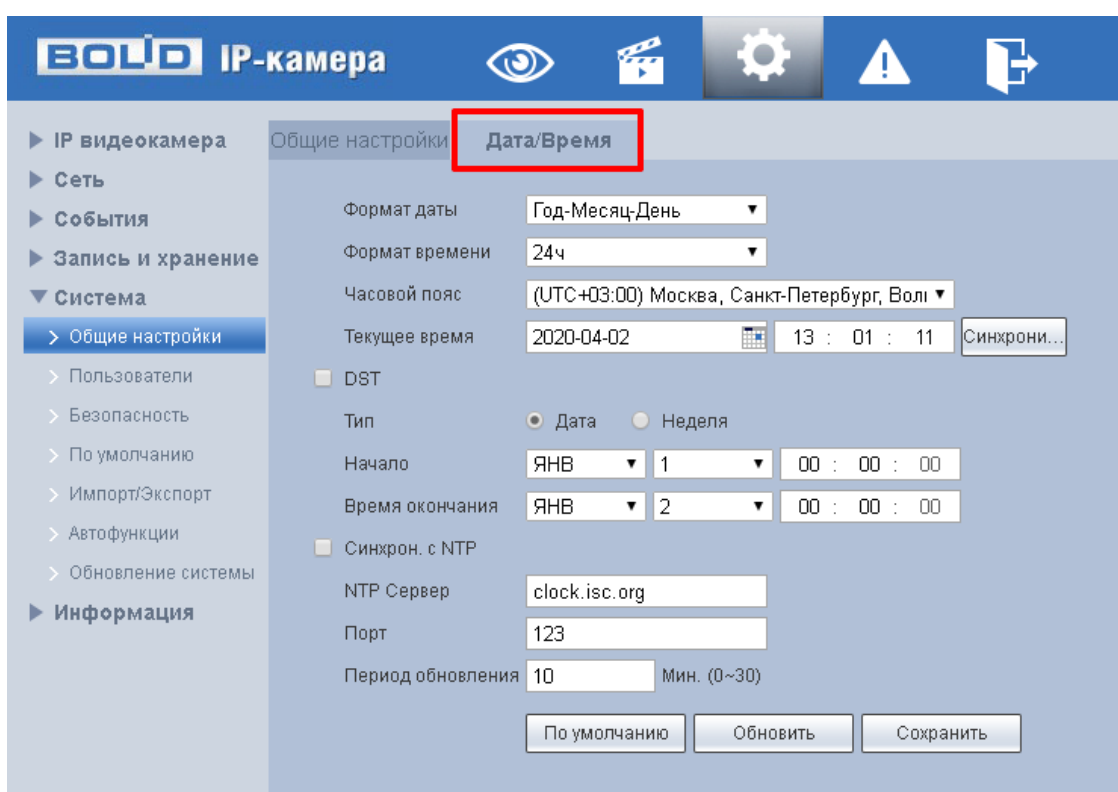 BOLID IP-камера
IP видеокамера
Сеть
События
Запись и хранение
Система
Общие настройки
Пользователи
Безопасность
По умолчанию
Импорт/Экспорт
Автофункции
Обновление системы
Информация
Общие настройки Дата/Время
Формат даты Год-Месяц-День
Формат времени 24ч
Часовой пояс (UTC+03:00) Москва, Санкт-Петербург, Вол
Текущее время 2020-04-02 13 : 01 : 11 Синхрони...
DST
Тип Дата Неделя
Начало ЯНВ 1 00 : 00 : 00
Время окончания ЯНВ 2 00 : 00 : 00
Синхрон. с NTP
NTP Сервер clock.isc.org
Порт 123
Период обновления 10 Мин. (0~30)
По умолчанию Обновить Сохранить